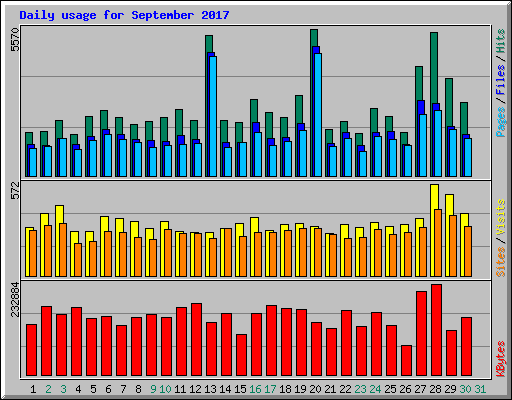 Daily usage for September 2017
5570
572
232884
Pages / Files / Hits
Sites / Visits
KBytes
1 2 3 4 5 6 7 8 9 10 11 12 13 14 15 16 17 18 19 20 21 22 23 24 25 26 27 28 29 30 31